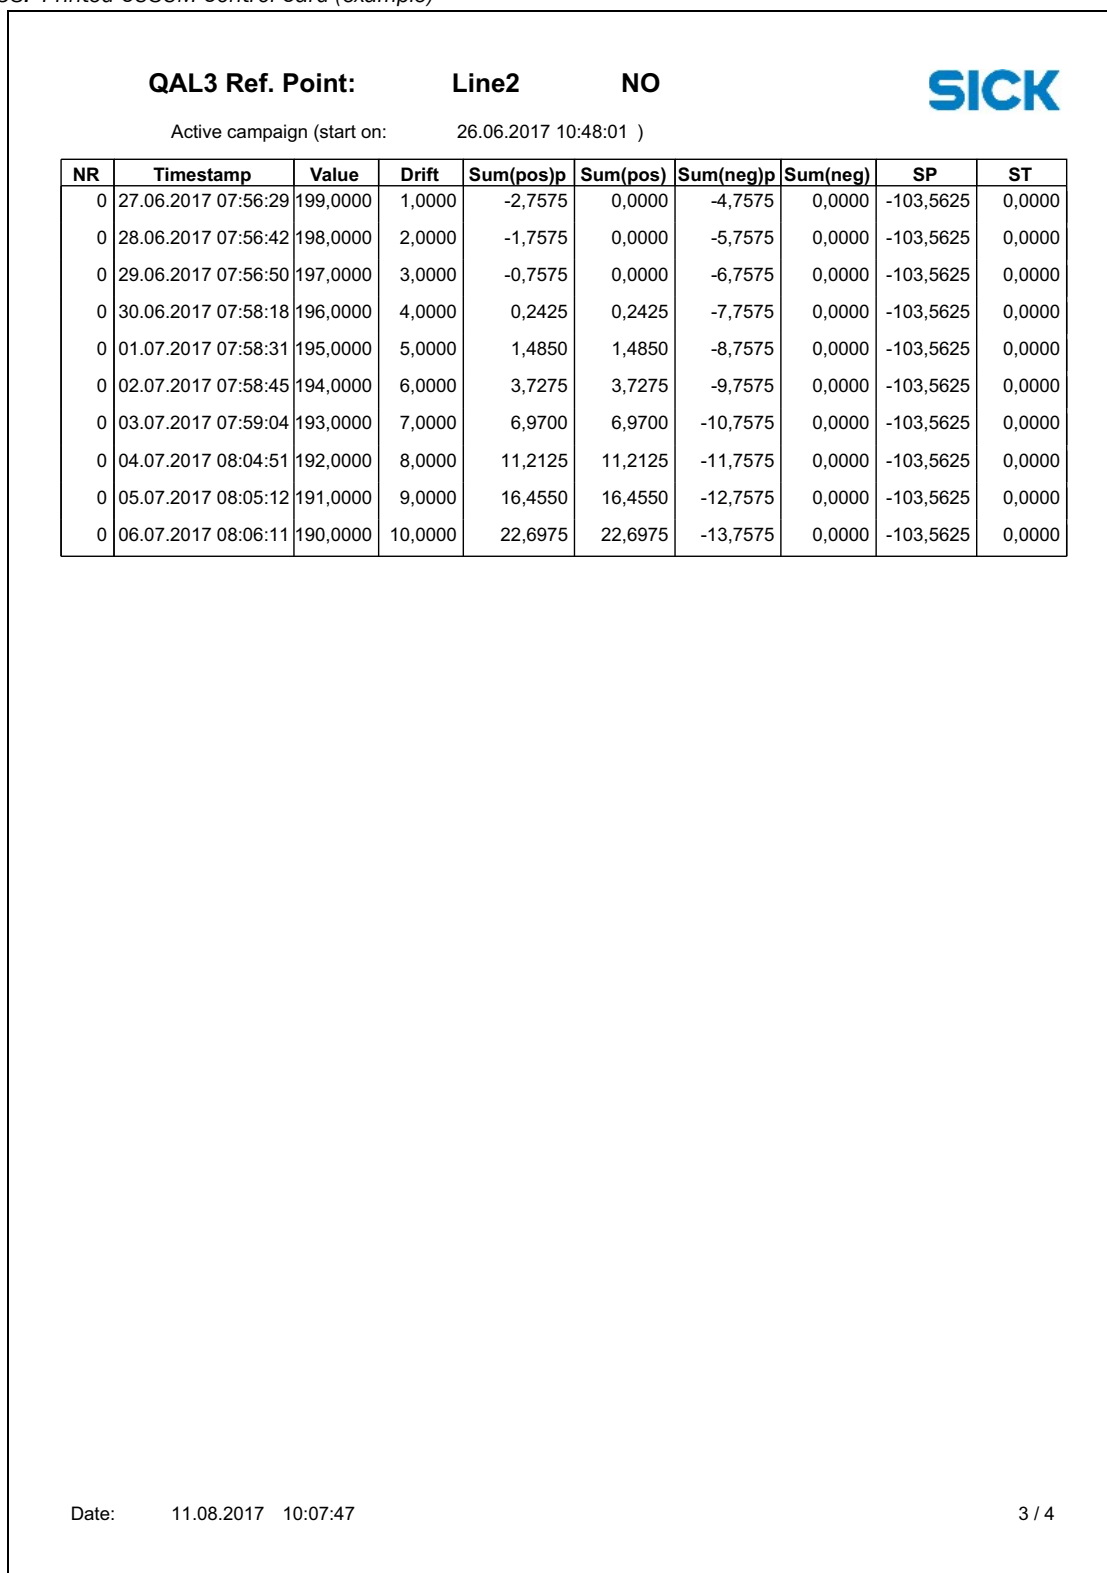 Printed CUSUM control card (example)
QAL3 Ref. Point: Line2 NO
SICK
Active campaign (start on: 26.06.2017 10:48:01 )
NR Timestamp Value Drift Sum(pos)p Sum(pos) Sum(neg)p Sum(neg) SP ST
0 27.06.2017 07:56:29 199,0000 1,0000 -2,7575 0,0000 -4,7575 0,0000 -103,5625 0,0000
0 28.06.2017 07:56:42 198,0000 2,0000 -1,7575 0,0000 -5,7575 0,0000 -103,5625 0,0000
0 29.06.2017 07:56:50 197,0000 3,0000 -0,7575 0,0000 -6,7575 0,0000 -103,5625 0,0000
0 30.06.2017 07:58:18 196,0000 4,0000 0,2425 0,2425 -7,7575 0,0000 -103,5625 0,0000
0 01.07.2017 07:58:31 195,0000 5,0000 1,4850 1,4850 -8,7575 0,0000 -103,5625 0,0000
0 02.07.2017 07:58:45 194,0000 6,0000 3,7275 3,7275 -9,7575 0,0000 -103,5625 0,0000
0 03.07.2017 07:59:04 193,0000 7,0000 6,9700 6,9700 -10,7575 0,0000 -103,5625 0,0000
0 04.07.2017 08:04:51 192,0000 8,0000 11,2125 11,2125 -11,7575 0,0000 -103,5625 0,0000
0 05.07.2017 08:05:12 191,0000 9,0000 16,4550 16,4550 -12,7575 0,0000 -103,5625 0,0000
0 06.07.2017 08:06:11 190,0000 10,0000 22,6975 22,6975 -13,7575 0,0000 -103,5625 0,0000
Date: 11.08.2017 10:07:47 3 / 4